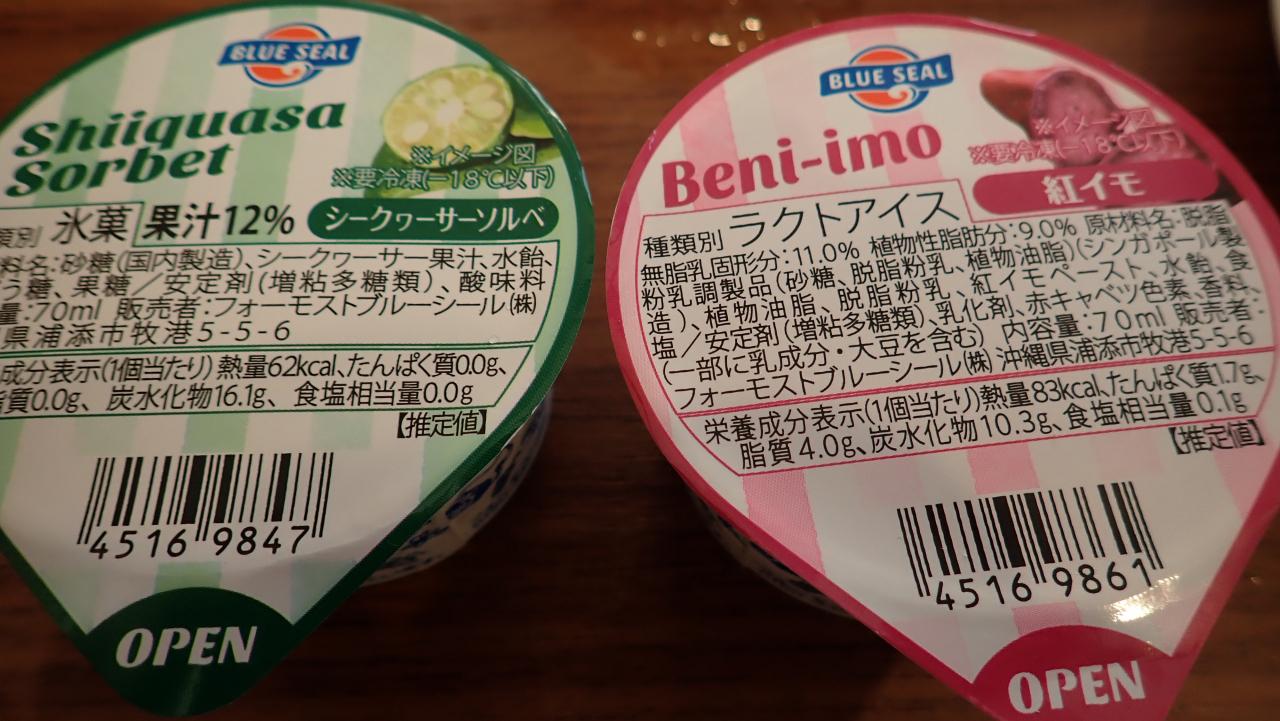 BLUE SEAL
Shiiquasa
Sorbet
※イメージ図
※要冷凍(-18℃以下)
シークヮーサーソルベ
類別 氷菓 果汁12%
料名:砂糖(国内製造)、シークヮーサー果汁、水飴、
う糖、果糖/安定剤(増粘多糖類)、酸味料
量:70ml 販売者:フォーモストブルーシール(株)
県浦添市牧港5-5-6
成分表示(1個当たり) 熱量62kcal、たんぱく質0.0g、
脂質0.0g、炭水化物16.1g、食塩相当量0.0g
【推定値】
4516 9847
OPEN
BLUE SEAL
Beni-imo
※イメージ図
※要冷凍(-18℃以下)
紅イモ
種類別 ラクトアイス
無脂乳固形分:11.0% 植物性脂肪分:9.0% 原材料名:脱脂
粉乳調製品(砂糖、脱脂粉乳、植物油脂)(シンガポール製
造)、植物油脂、脱脂粉乳、紅イモペースト、水飴、食
塩/安定剤(増粘多糖類)、乳化剤、赤キャベツ色素、香料、
(一部に乳成分・大豆を含む) 内容量:70ml 販売者:
フォーモストブルーシール(株) 沖縄県浦添市牧港5-5-6
栄養成分表示(1個当たり)熱量83kcal、たんぱく質1.7g、
脂質4.0g、炭水化物10.3g、食塩相当量0.1g
【推定値】
4516 9861
OPEN